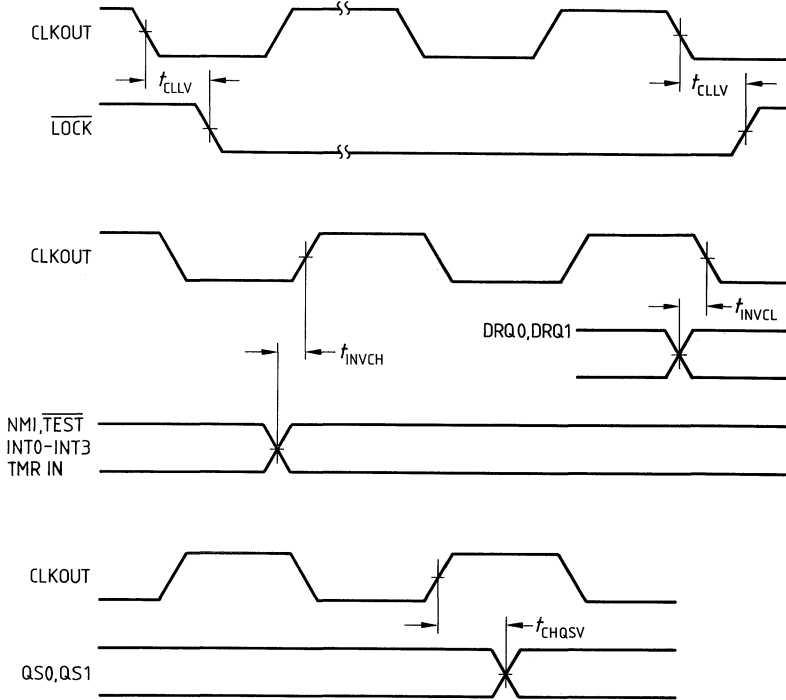 CLKOUT
tCLLV
tCLLV
LOCK
CLKOUT
tINVCL
DRQ0,DRQ1
tINVCH
NMI,TEST
INT0-INT3
TMR IN
CLKOUT
tCHQSV
QS0,QS1